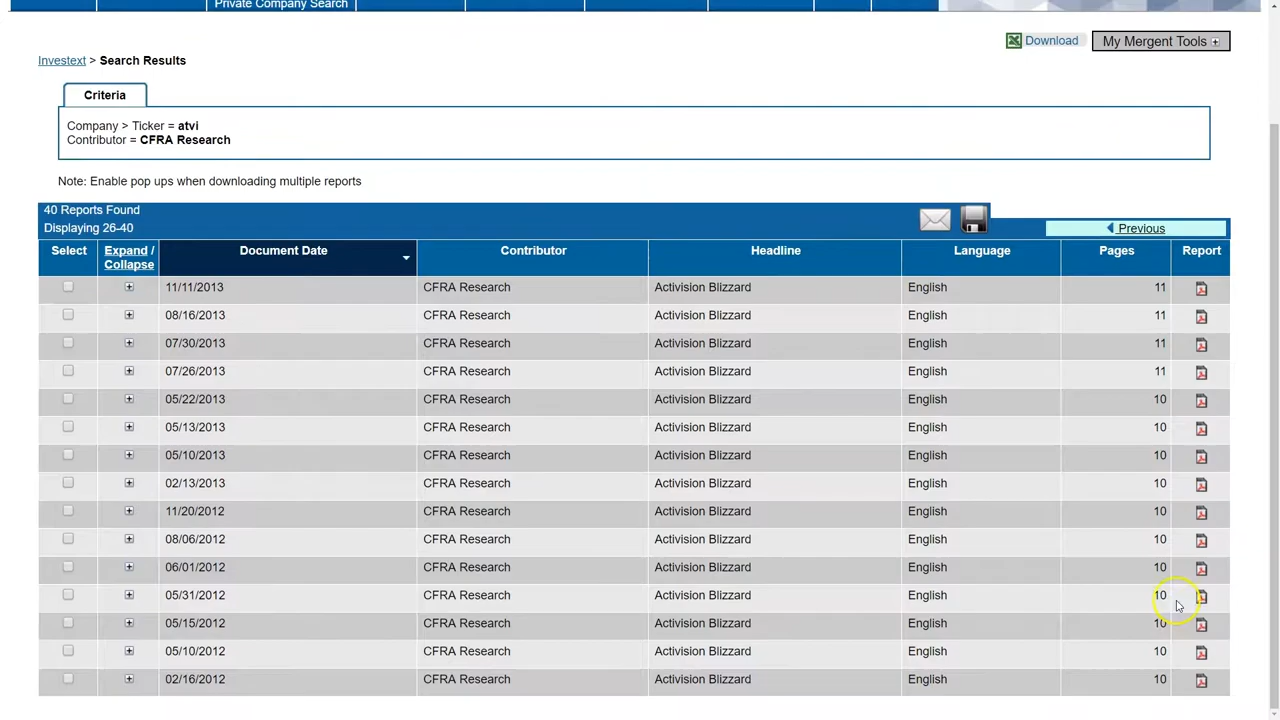 Private Company Search
Download
My Mergent Tools
Investext > Search Results
Criteria
Company > Ticker = atvi
Contributor = CFRA Research
Note: Enable pop ups when downloading multiple reports
40 Reports Found
Displaying 26-40
Previous
Select Expand / Collapse Document Date Contributor Headline Language Pages Report
11/11/2013 CFRA Research Activision Blizzard English 11
08/16/2013 CFRA Research Activision Blizzard English 11
07/30/2013 CFRA Research Activision Blizzard English 11
07/26/2013 CFRA Research Activision Blizzard English 11
05/22/2013 CFRA Research Activision Blizzard English 10
05/13/2013 CFRA Research Activision Blizzard English 10
05/10/2013 CFRA Research Activision Blizzard English 10
02/13/2013 CFRA Research Activision Blizzard English 10
11/20/2012 CFRA Research Activision Blizzard English 10
08/06/2012 CFRA Research Activision Blizzard English 10
06/01/2012 CFRA Research Activision Blizzard English 10
05/31/2012 CFRA Research Activision Blizzard English 10
05/15/2012 CFRA Research Activision Blizzard English 10
05/10/2012 CFRA Research Activision Blizzard English 10
02/16/2012 CFRA Research Activision Blizzard English 10